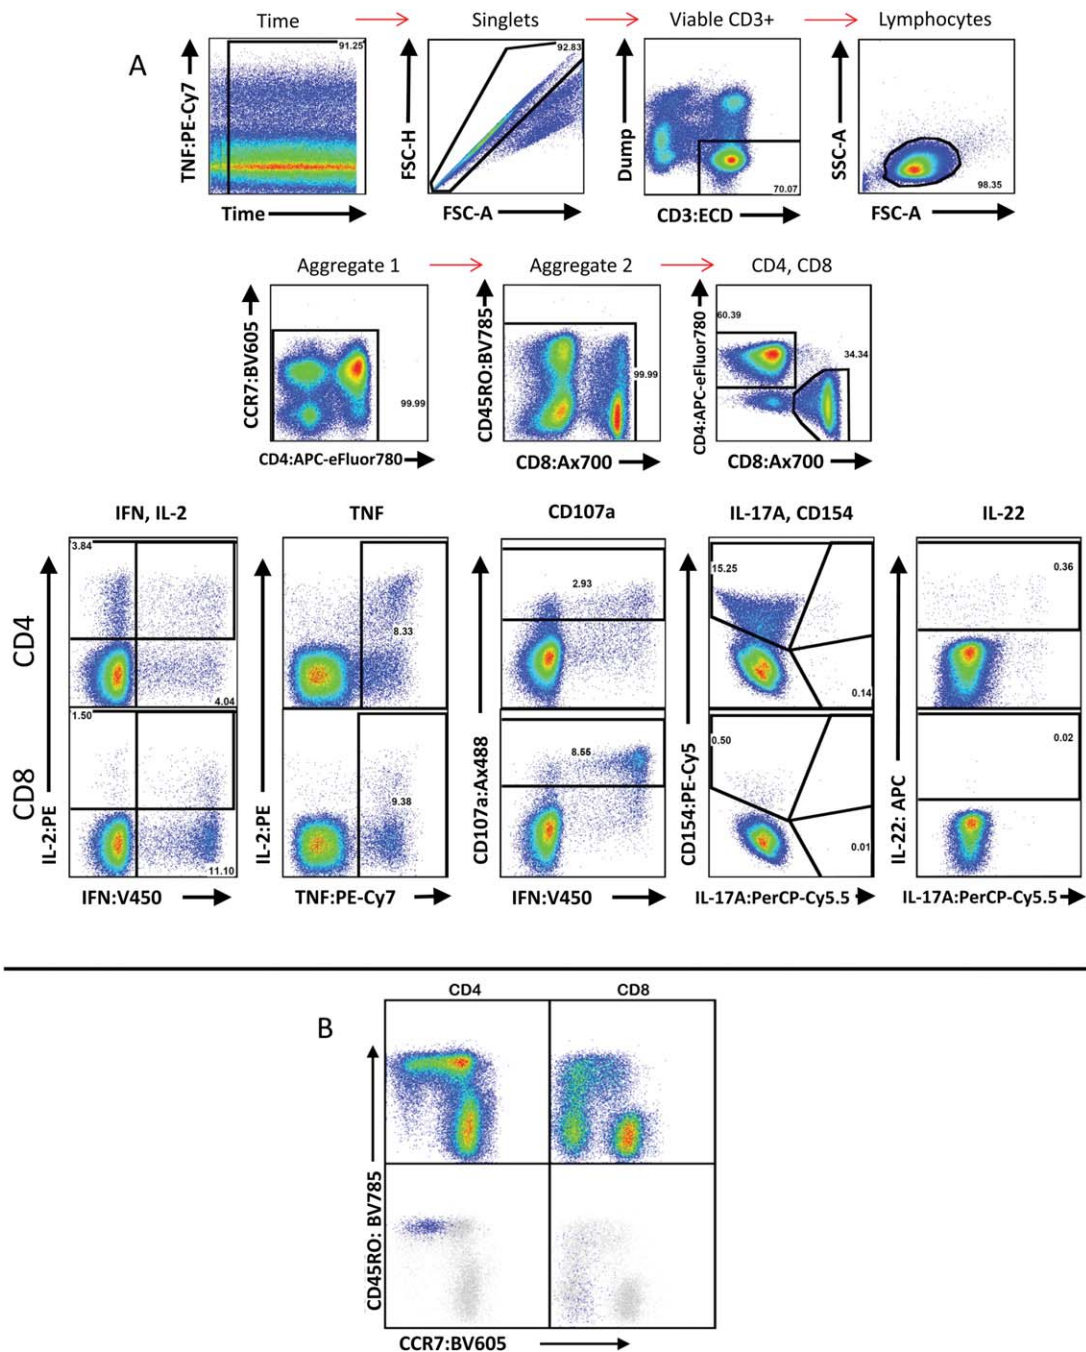 A
Time
Singlets
Viable CD3+
Lymphocytes
TNF:PE-Cy7
91.25
Time
FSC-H
92.83
FSC-A
Dump
70.07
CD3:ECD
SSC-A
98.35
FSC-A
Aggregate 1
Aggregate 2
CD4, CD8
CCR7:BV605
99.99
CD4:APC-eFluor780
CD45RO:BV785
99.99
CD8:Ax700
CD4:APC-eFluor780
60.39
34.34
CD8:Ax700
IFN, IL-2
TNF
CD107a
IL-17A, CD154
IL-22
CD4
CD8
IL-2:PE
3.84
4.04
1.50
11.10
IFN:V450
IL-2:PE
8.33
9.38
TNF:PE-Cy7
CD107a:Ax488
2.93
8.55
IFN:V450
CD154:PE-Cy5
15.25
0.14
0.50
0.01
IL-17A:PerCP-Cy5.5
IL-22: APC
0.36
0.02
IL-17A:PerCP-Cy5.5
B
CD4
CD8
CD45RO: BV785
CCR7:BV605